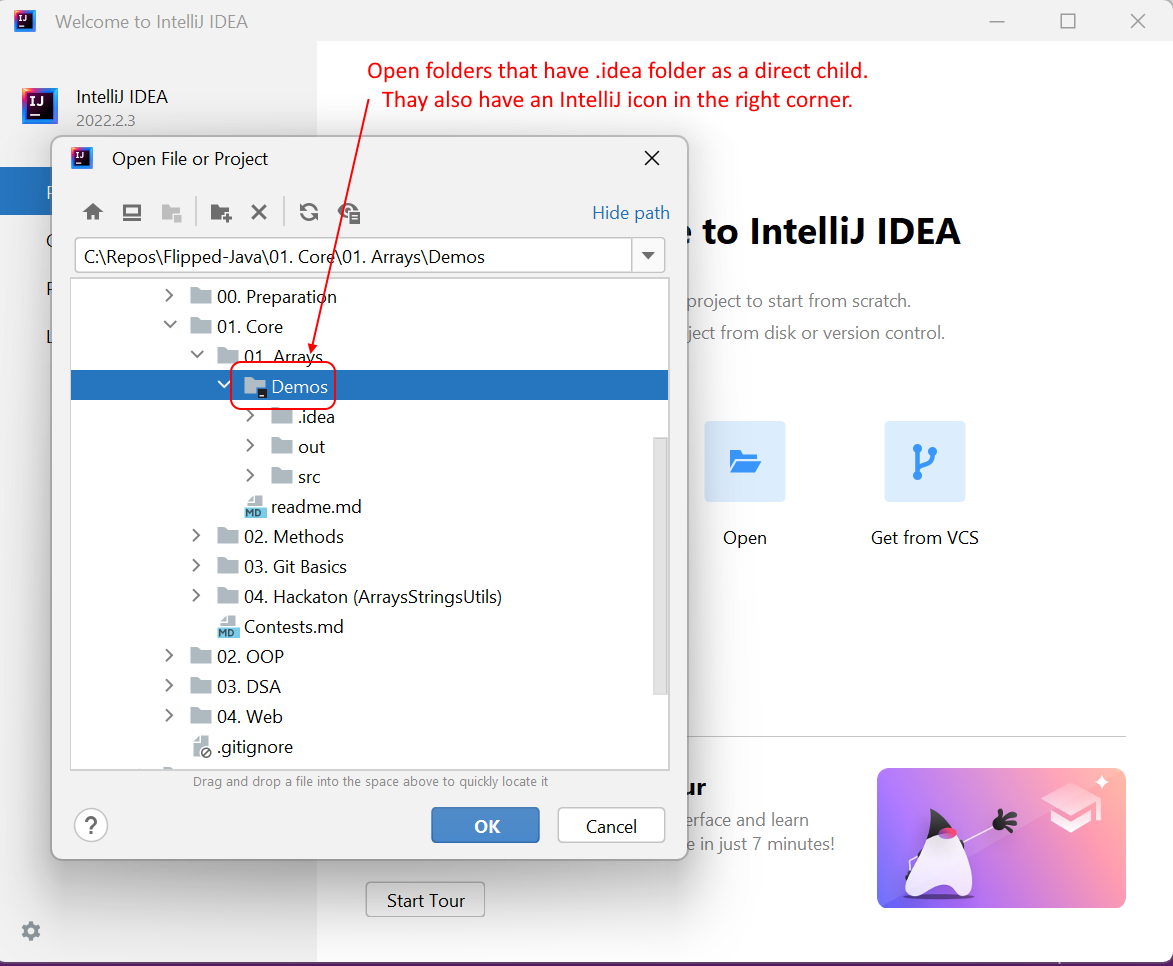 Welcome to IntelliJ IDEA
Open folders that have .idea folder as a direct child.
Thay also have an IntelliJ icon in the right corner.
IntelliJ IDEA
2022.2.3
Open File or Project
Hide path
C:\Repos\Flipped-Java\01. Core\01. Arrays\Demos
to IntelliJ IDEA
project to start from scratch.
from disk or version control.
00. Preparation
01. Core
01. Arrays
Demos
.idea
out
src
readme.md
02. Methods
03. Git Basics
04. Hackaton (ArraysStringsUtils)
Contests.md
02. OOP
03. DSA
04. Web
.gitignore
Open
Get from VCS
Drag and drop a file into the space above to quickly locate it
?
OK
Cancel
and learn
in just 7 minutes!
Start Tour